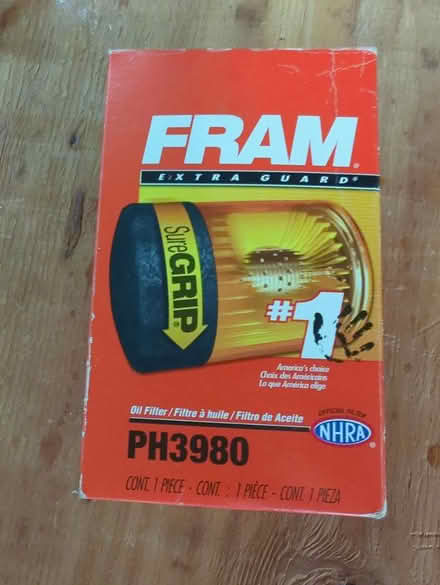 FRAM®
EXTRA GUARD®
SureGRIP®
#1
America's choice
Choix des Américains
Lo que América elige
Oil Filter / Filtre à huile / Filtro de Aceite
OFFICIAL FILTER
NHRA®
PH3980
CONT. 1 PIECE - CONT. : 1 PIÈCE - CONT. 1 PIEZA